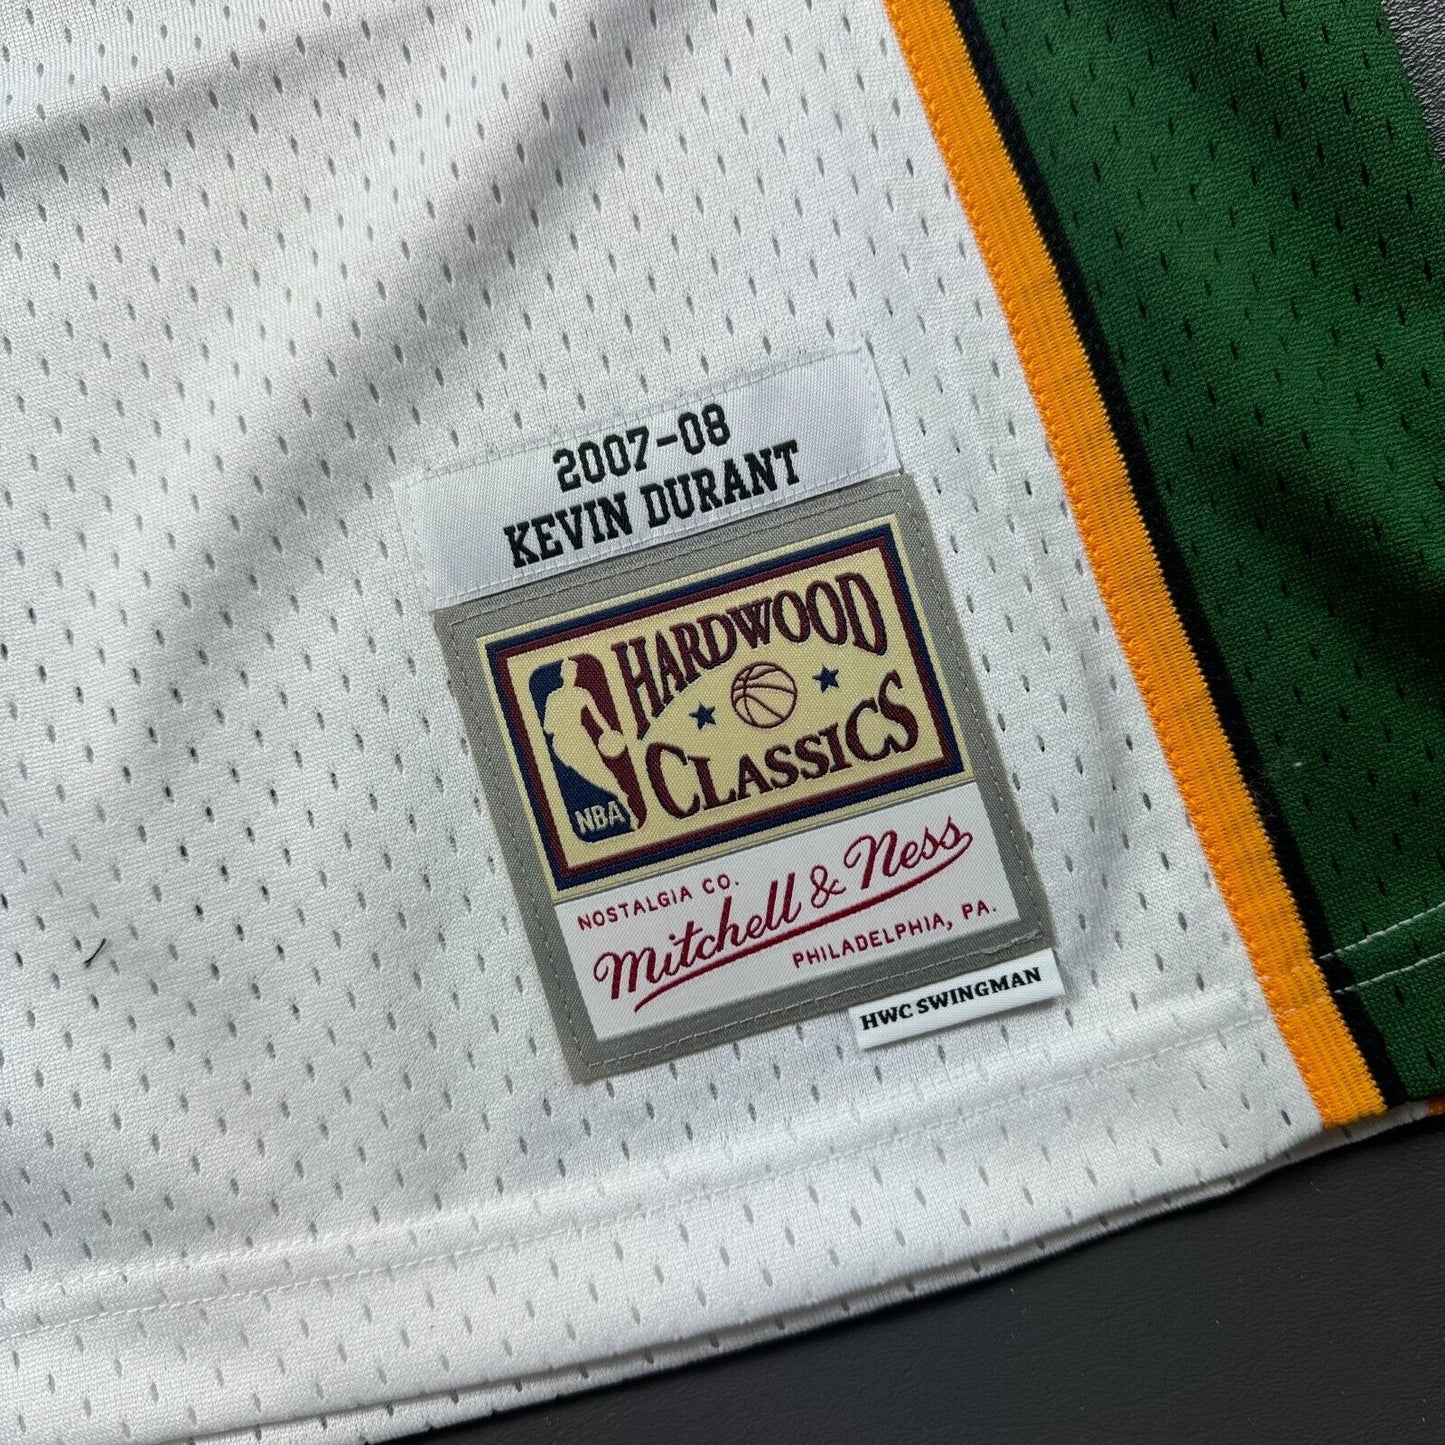 2007-08
KEVIN DURANT
HARDWOOD
CLASSICS
NBA
NOSTALGIA CO.
Mitchell & Ness
PHILADELPHIA, PA.
HWC SWINGMAN